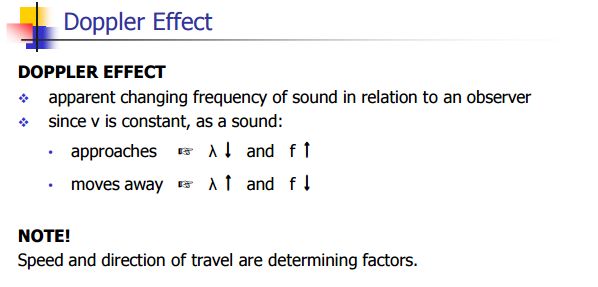 Doppler Effect
DOPPLER EFFECT
❖ apparent changing frequency of sound in relation to an observer
❖ since v is constant, as a sound:
• approaches ☞ λ ↓ and f ↑
• moves away ☞ λ ↑ and f ↓
NOTE!
Speed and direction of travel are determining factors.